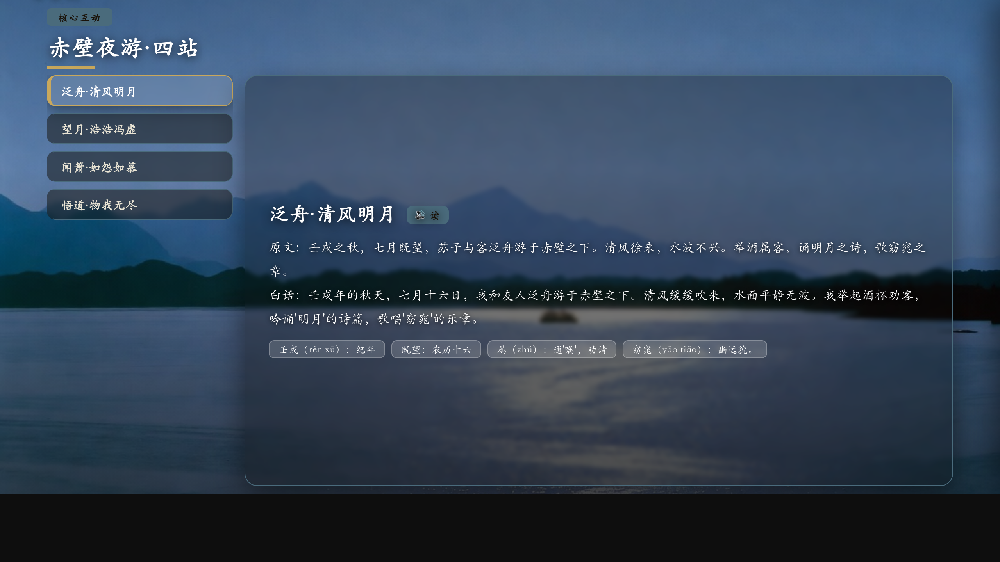 核心互动
赤壁夜游·四站
泛舟·清风明月
望月·浩浩冯虚
闻箫·如怨如慕
悟道·物我无尽
泛舟·清风明月
读
原文：壬戌之秋，七月既望，苏子与客泛舟游于赤壁之下。清风徐来，水波不兴。举酒属客，诵明月之诗，歌窈窕之
章。
白话：壬戌年的秋天，七月十六日，我和友人泛舟游于赤壁之下。清风缓缓吹来，水面平静无波。我举起酒杯劝客，
吟诵'明月'的诗篇，歌唱'窈窕'的乐章。
壬戌（rén xū）：纪年
既望：农历十六
属（zhǔ）：通'嘱'，劝请
窈窕（yǎo tiǎo）：幽远貌。